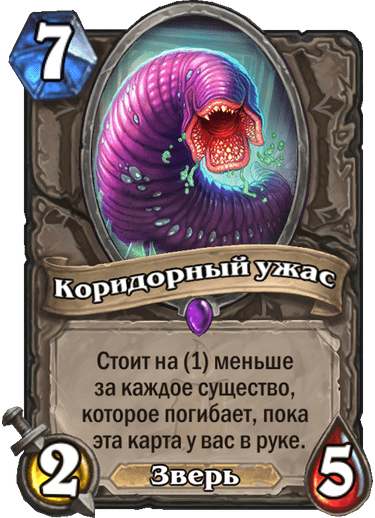 7
Коридорный ужас
Стоит на (1) меньше
за каждое существо,
которое погибает, пока
эта карта у вас в руке.
2
Зверь
5